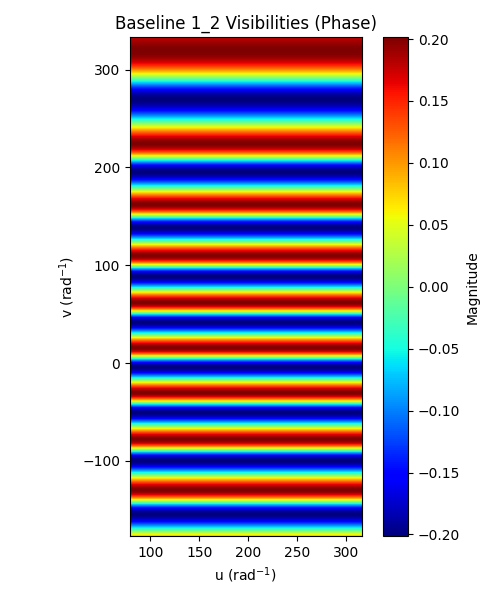 Baseline 1_2 Visibilities (Phase)
300
200
100
0
−100
v (rad⁻¹)
100 150 200 250 300
u (rad⁻¹)
0.20
0.15
0.10
0.05
0.00
−0.05
−0.10
−0.15
−0.20
Magnitude